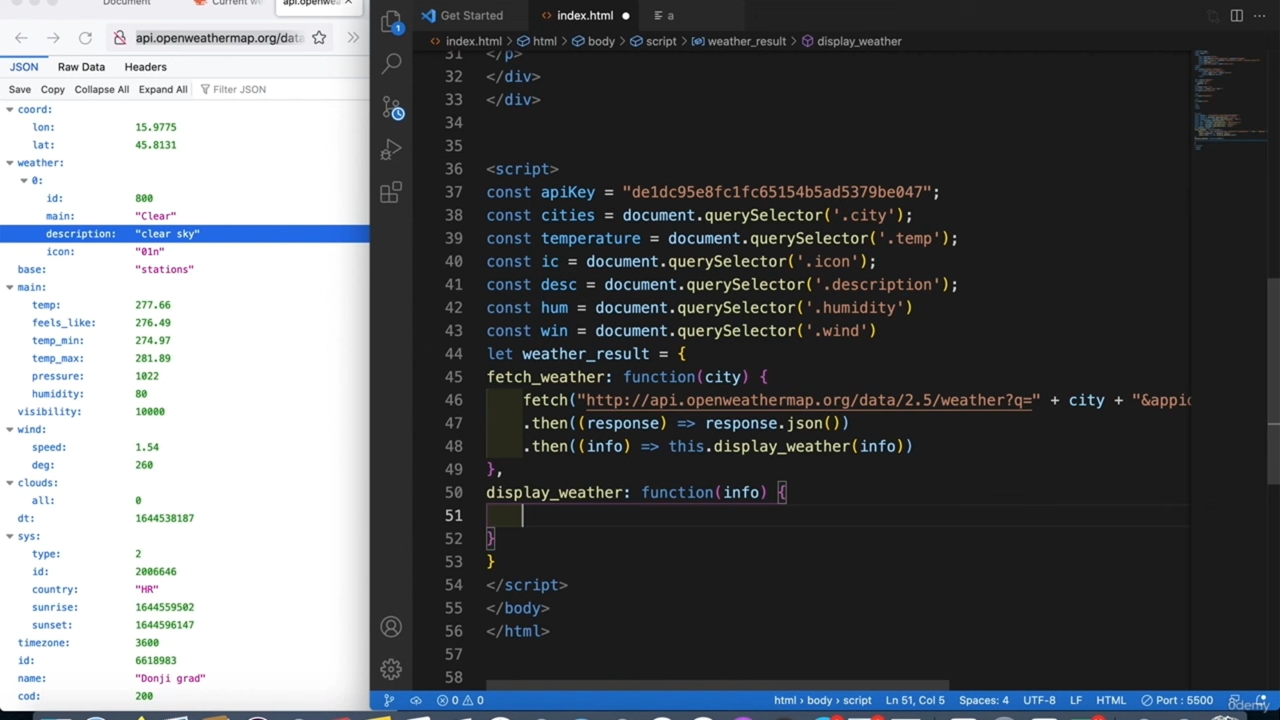 Document
Current we
api.openwea
api.openweathermap.org/data
JSON
Raw Data
Headers
Save
Copy
Collapse All
Expand All
Filter JSON
coord:
lon: 15.9775
lat: 45.8131
weather:
0:
id: 800
main: "Clear"
description: "clear sky"
icon: "01n"
base: "stations"
main:
temp: 277.66
feels_like: 276.49
temp_min: 274.97
temp_max: 281.89
pressure: 1022
humidity: 80
visibility: 10000
wind:
speed: 1.54
deg: 260
clouds:
all: 0
dt: 1644538187
sys:
type: 2
id: 2006646
country: "HR"
sunrise: 1644559502
sunset: 1644596147
timezone: 3600
id: 6618983
name: "Donji grad"
cod: 200
1
Get Started
index.html
a
index.html > html > body > script > weather_result > display_weather
31 </p>
32 </div>
33 </div>
34
35
36 <script>
37 const apiKey = "de1dc95e8fc1fc65154b5ad5379be047";
38 const cities = document.querySelector('.city');
39 const temperature = document.querySelector('.temp');
40 const ic = document.querySelector('.icon');
41 const desc = document.querySelector('.description');
42 const hum = document.querySelector('.humidity')
43 const win = document.querySelector('.wind')
44 let weather_result = {
45 fetch_weather: function(city) {
46 fetch("http://api.openweathermap.org/data/2.5/weather?q=" + city + "&appid
47 .then((response) => response.json())
48 .then((info) => this.display_weather(info))
49 },
50 display_weather: function(info) {
51
52 }
53 }
54 </script>
55 </body>
56 </html>
57
58
0 0
html > body > script
Ln 51, Col 5
Spaces: 4
UTF-8
LF
HTML
Port : 5500
udemy